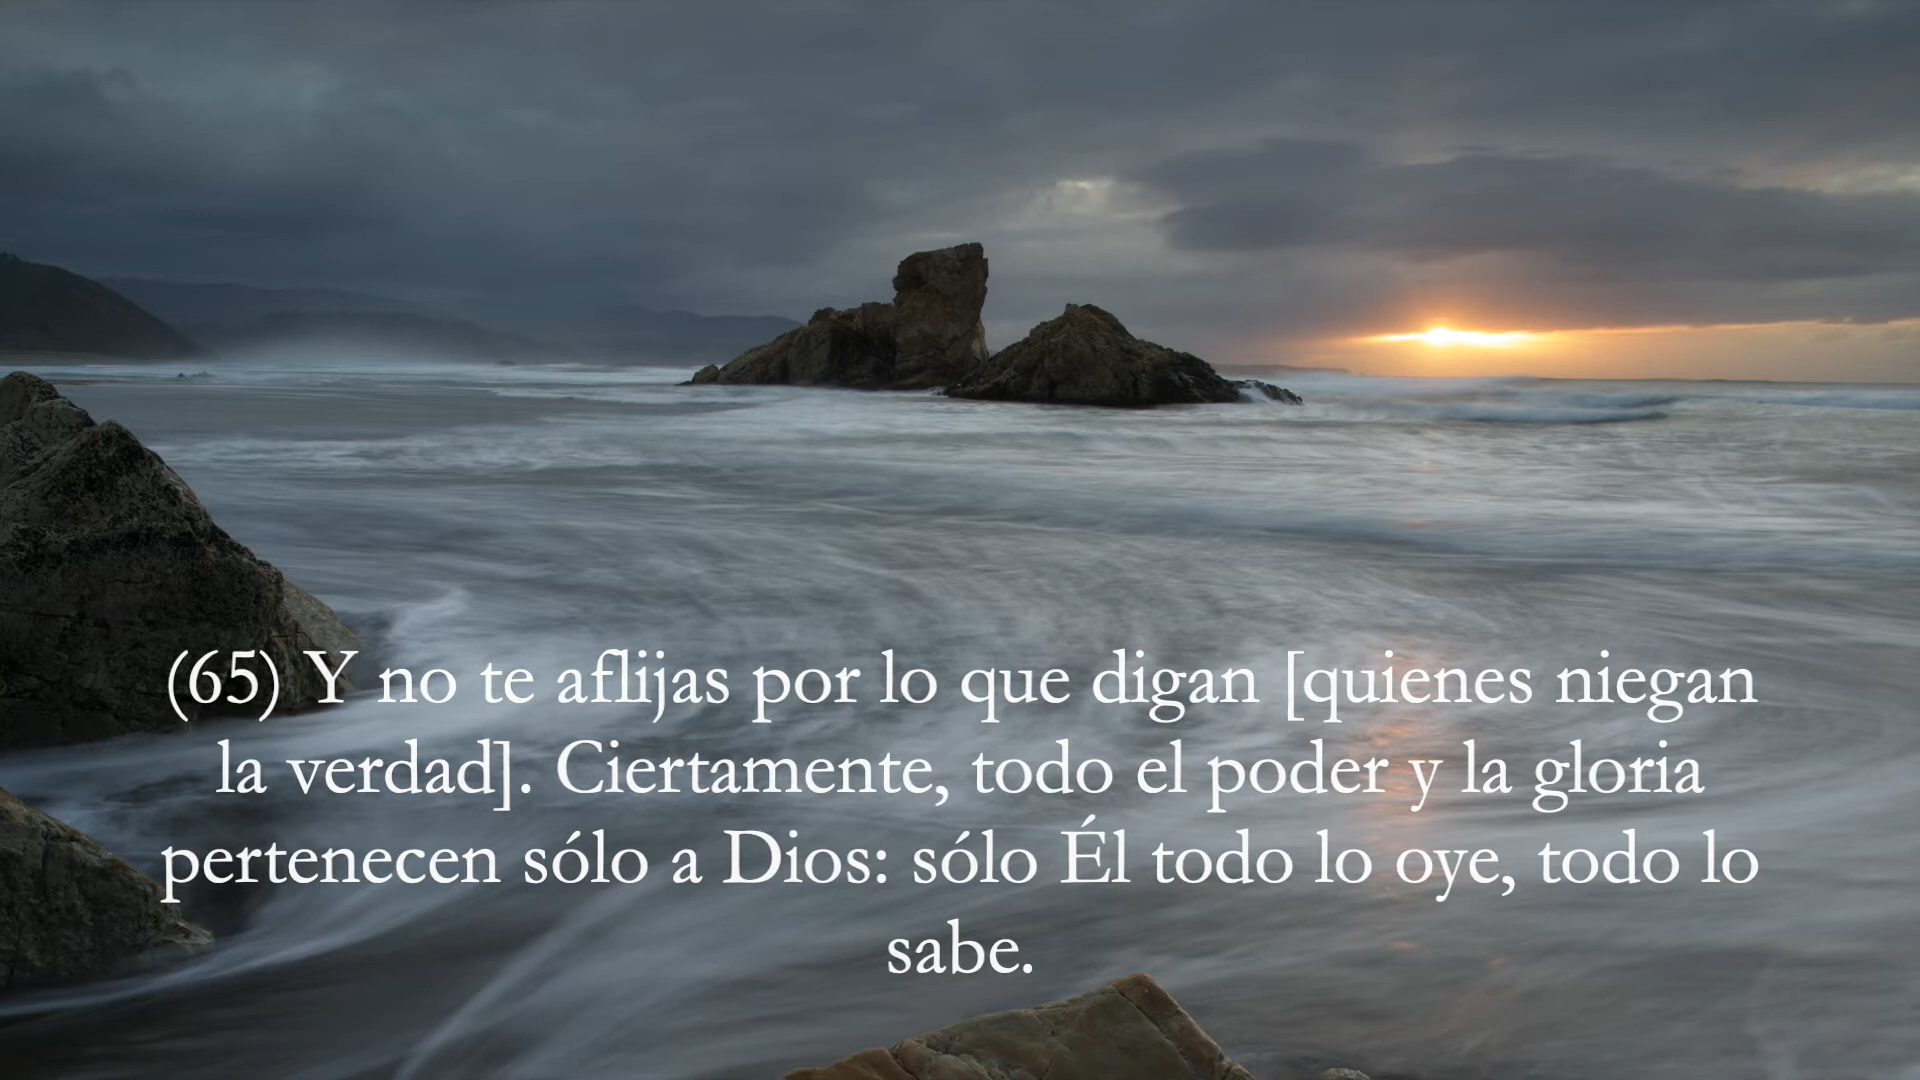 (65) Y no te aflijas por lo que digan [quienes niegan
la verdad]. Ciertamente, todo el poder y la gloria
pertenecen sólo a Dios: sólo Él todo lo oye, todo lo
sabe.